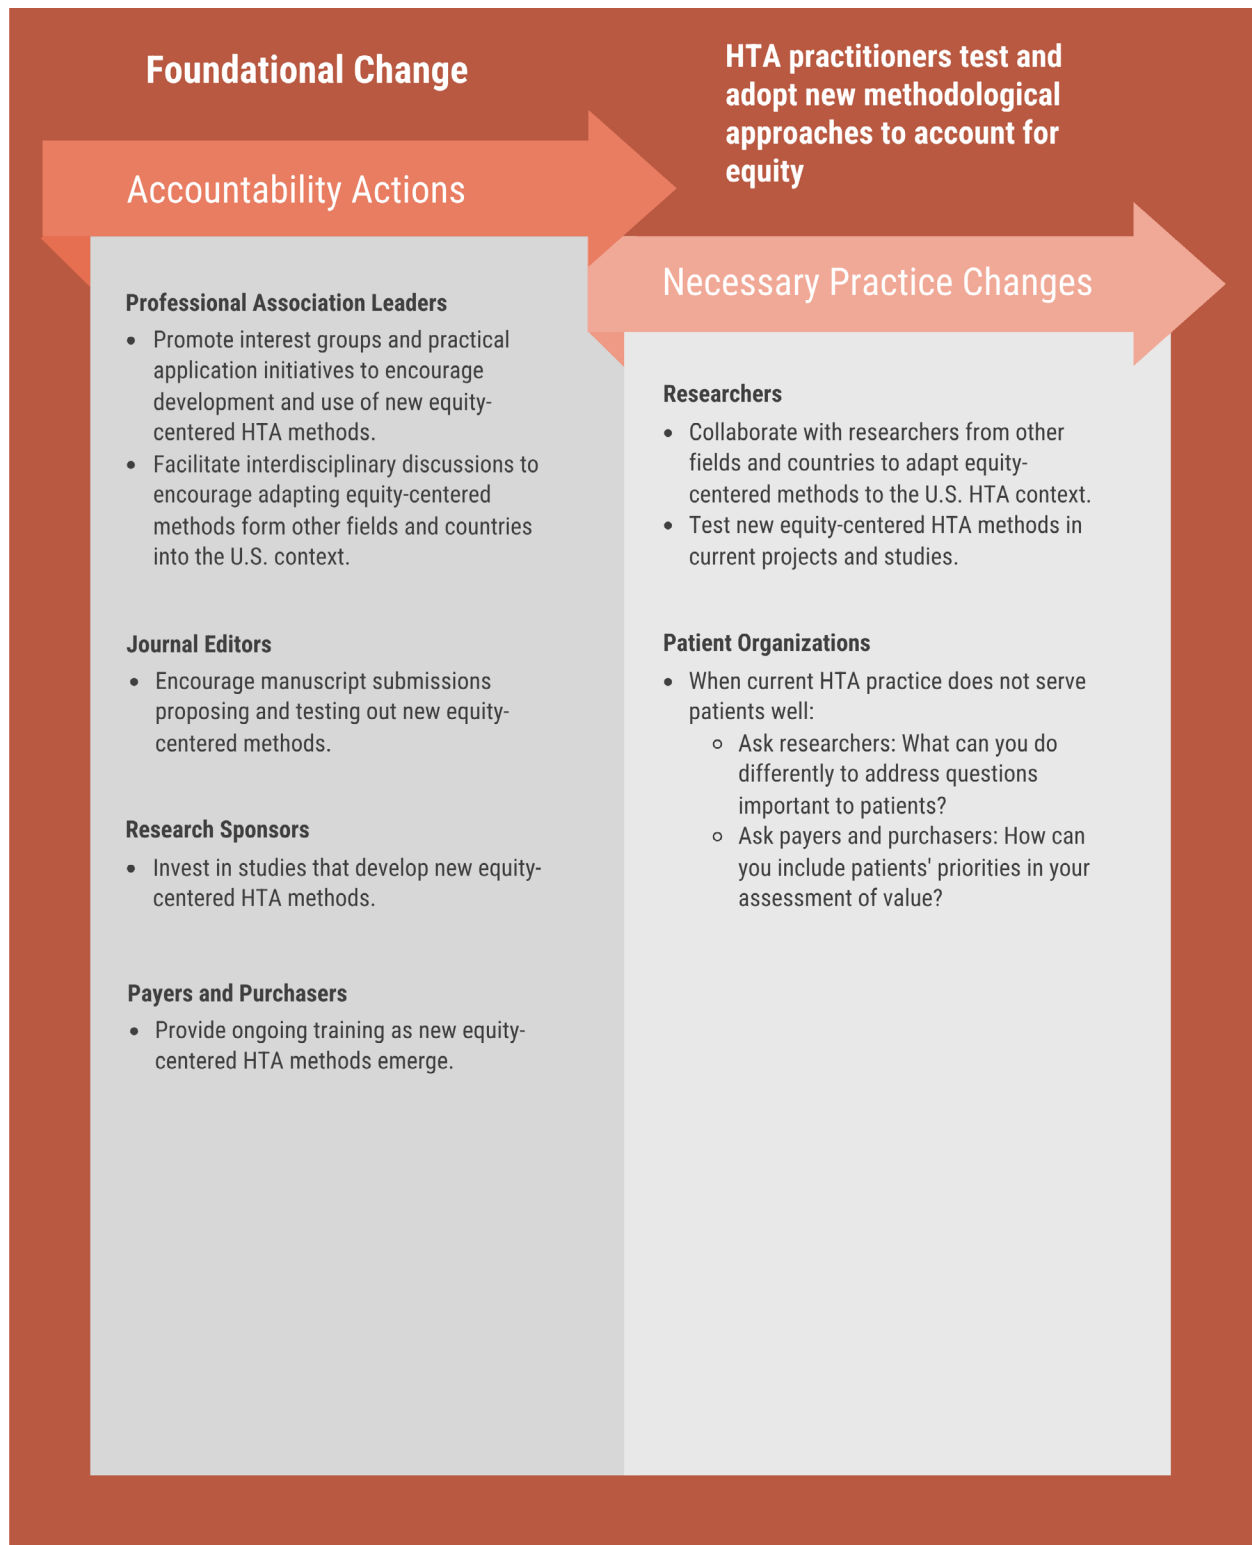 Foundational Change
HTA practitioners test and
adopt new methodological
approaches to account for
equity
Accountability Actions
Professional Association Leaders
• Promote interest groups and practical
application initiatives to encourage
development and use of new equity-
centered HTA methods.
• Facilitate interdisciplinary discussions to
encourage adapting equity-centered
methods form other fields and countries
into the U.S. context.
Journal Editors
• Encourage manuscript submissions
proposing and testing out new equity-
centered methods.
Research Sponsors
• Invest in studies that develop new equity-
centered HTA methods.
Payers and Purchasers
• Provide ongoing training as new equity-
centered HTA methods emerge.
Necessary Practice Changes
Researchers
• Collaborate with researchers from other
fields and countries to adapt equity-
centered methods to the U.S. HTA context.
• Test new equity-centered HTA methods in
current projects and studies.
Patient Organizations
• When current HTA practice does not serve
patients well:
○ Ask researchers: What can you do
differently to address questions
important to patients?
○ Ask payers and purchasers: How can
you include patients' priorities in your
assessment of value?